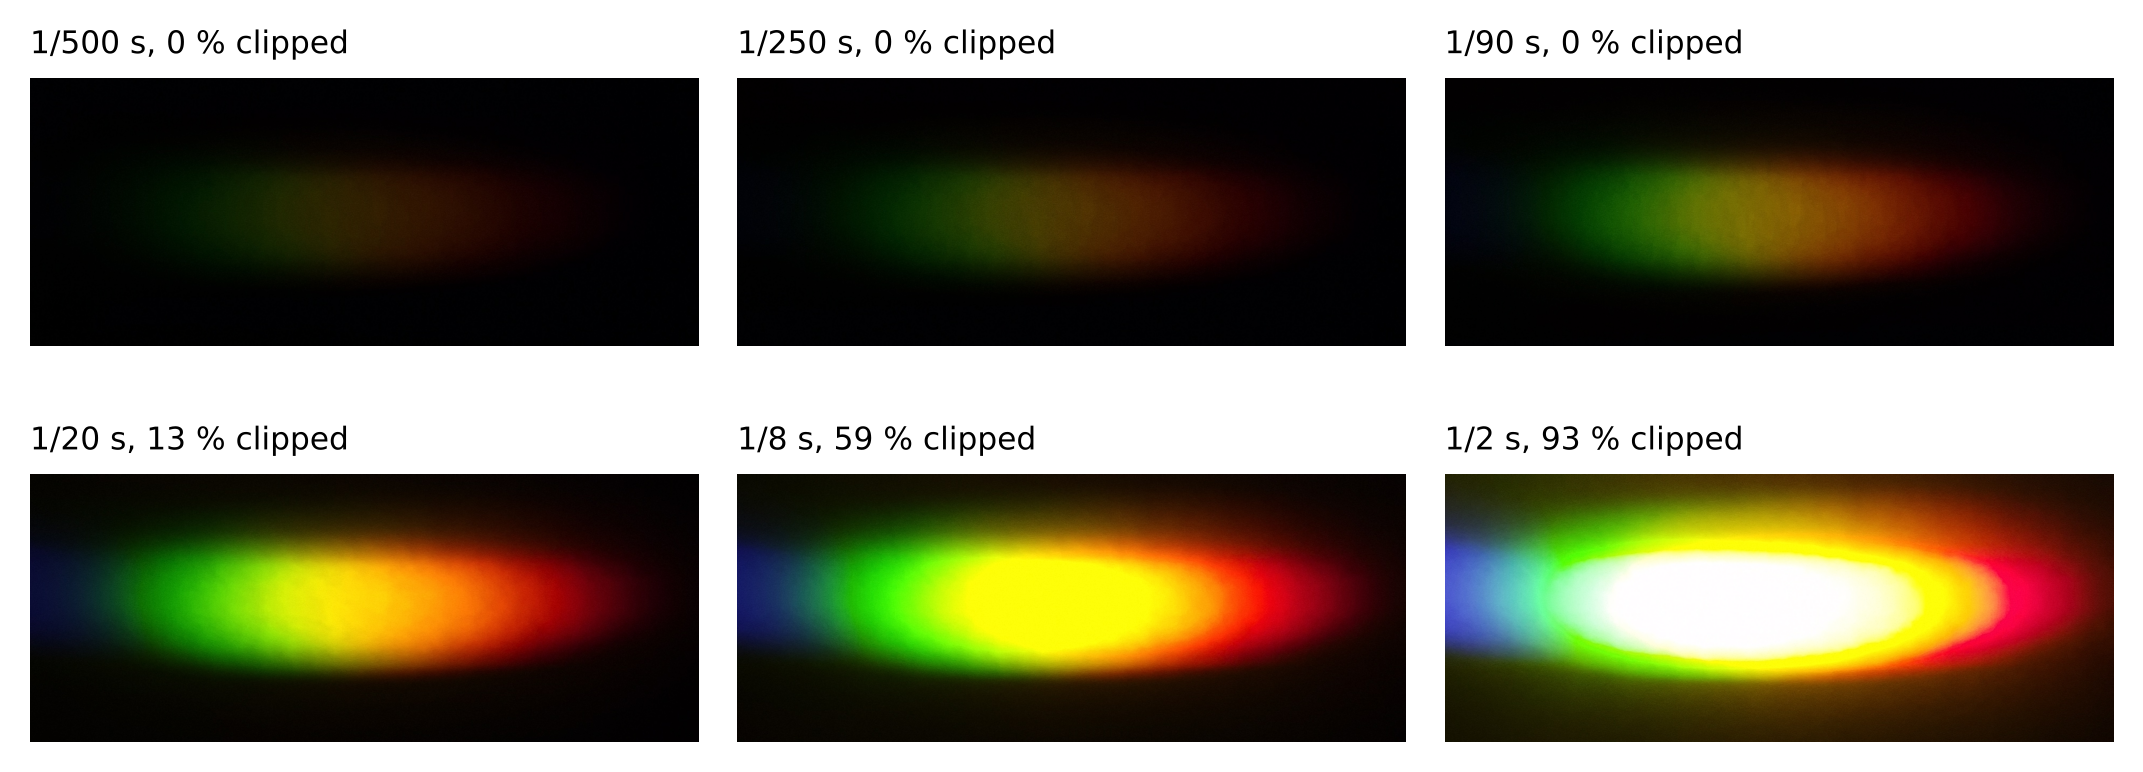 1/500 s, 0 % clipped
1/250 s, 0 % clipped
1/90 s, 0 % clipped
1/20 s, 13 % clipped
1/8 s, 59 % clipped
1/2 s, 93 % clipped